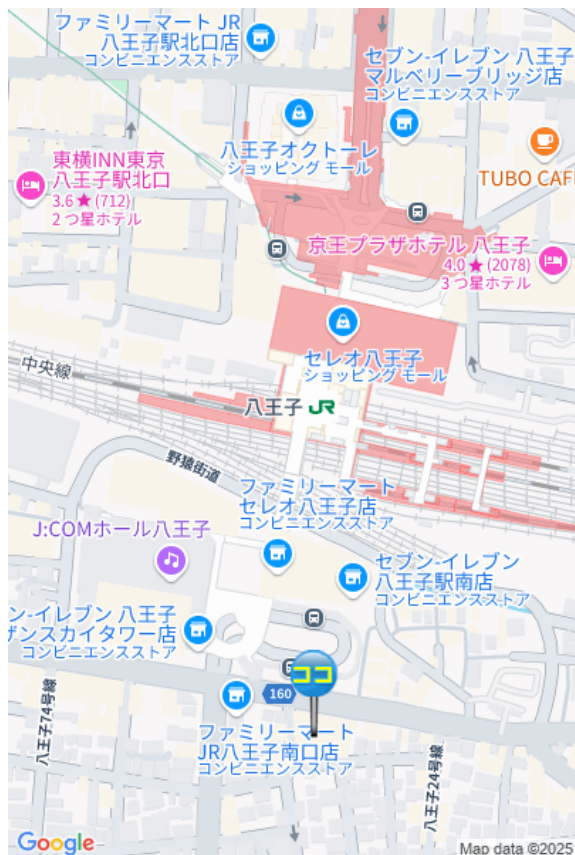 ファミリーマート JR
八王子駅北口店
コンビニエンスストア
セブン-イレブン 八王子
マルベリーブリッジ店
コンビニエンスストア
八王子オクトーレ
ショッピング モール
TUBO CAFE
東横INN東京
八王子駅北口
3.6★(712)
2つ星ホテル
京王プラザホテル 八王子
4.0★(2078)
3つ星ホテル
セレオ八王子
ショッピング モール
中央線
八王子 JR
野猿街道
ファミリーマート
セレオ八王子店
コンビニエンスストア
J:COMホール八王子
セブン-イレブン
八王子駅南店
コンビニエンスストア
ン-イレブン 八王子
ザンスカイタワー店
コンビニエンスストア
ココ
160
ファミリーマート
JR八王子南口店
コンビニエンスストア
八王子74号線
八王子24号線
Google
Map data ©2025